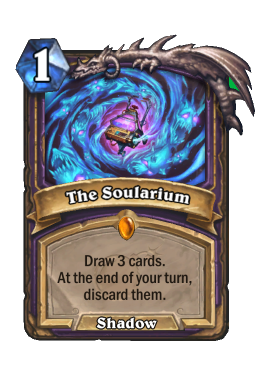 1
The Soularium
Draw 3 cards.
At the end of your turn,
discard them.
Shadow